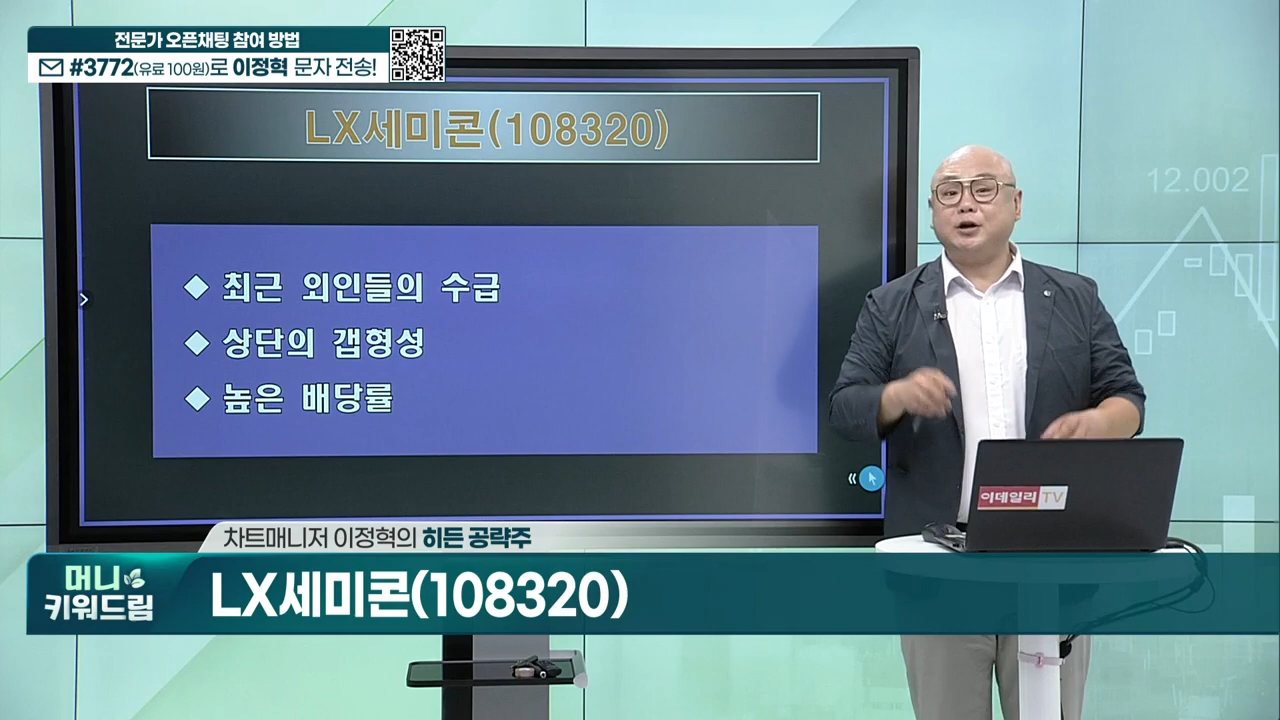 전문가 오픈채팅 참여 방법
#3772(유료 100원)로 이정혁 문자 전송!
LX세미콘(108320)
◆ 최근 외인들의 수급
◆ 상단의 갭형성
◆ 높은 배당률
12.002
이데일리 TV
차트매니저 이정혁의 히든 공략주
머니
키워드림
LX세미콘(108320)